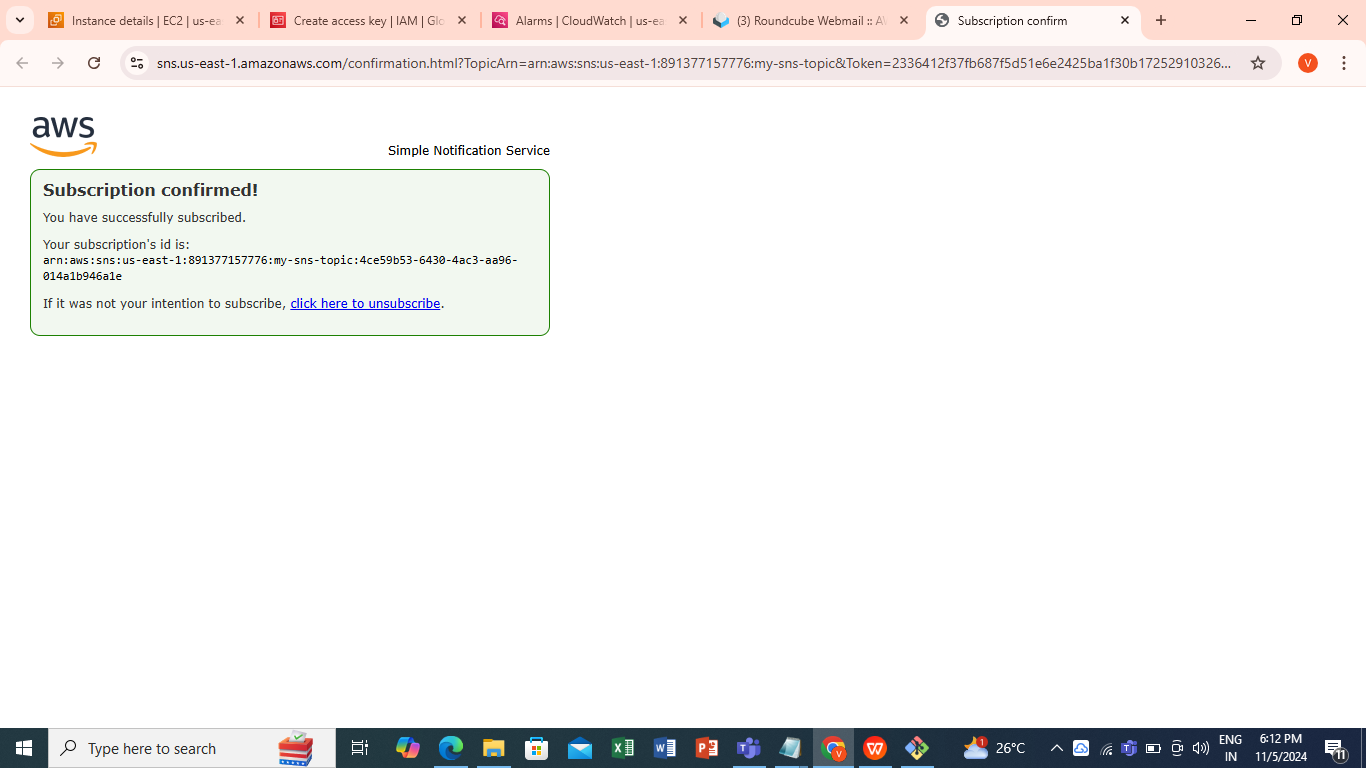 Instance details | EC2 | us-ea
Create access key | IAM | Glo
Alarms | CloudWatch | us-ea
(3) Roundcube Webmail :: A
Subscription confirm
sns.us-east-1.amazonaws.com/confirmation.html?TopicArn=arn:aws:sns:us-east-1:891377157776:my-sns-topic&Token=2336412f37fb687f5d51e6e2425ba1f30b17252910326...
V
aws
Simple Notification Service
Subscription confirmed!
You have successfully subscribed.
Your subscription's id is:
arn:aws:sns:us-east-1:891377157776:my-sns-topic:4ce59b53-6430-4ac3-aa96-
014a1b946a1e
If it was not your intention to subscribe, click here to unsubscribe.
Type here to search
26°C
ENG
IN
6:12 PM
11/5/2024
11